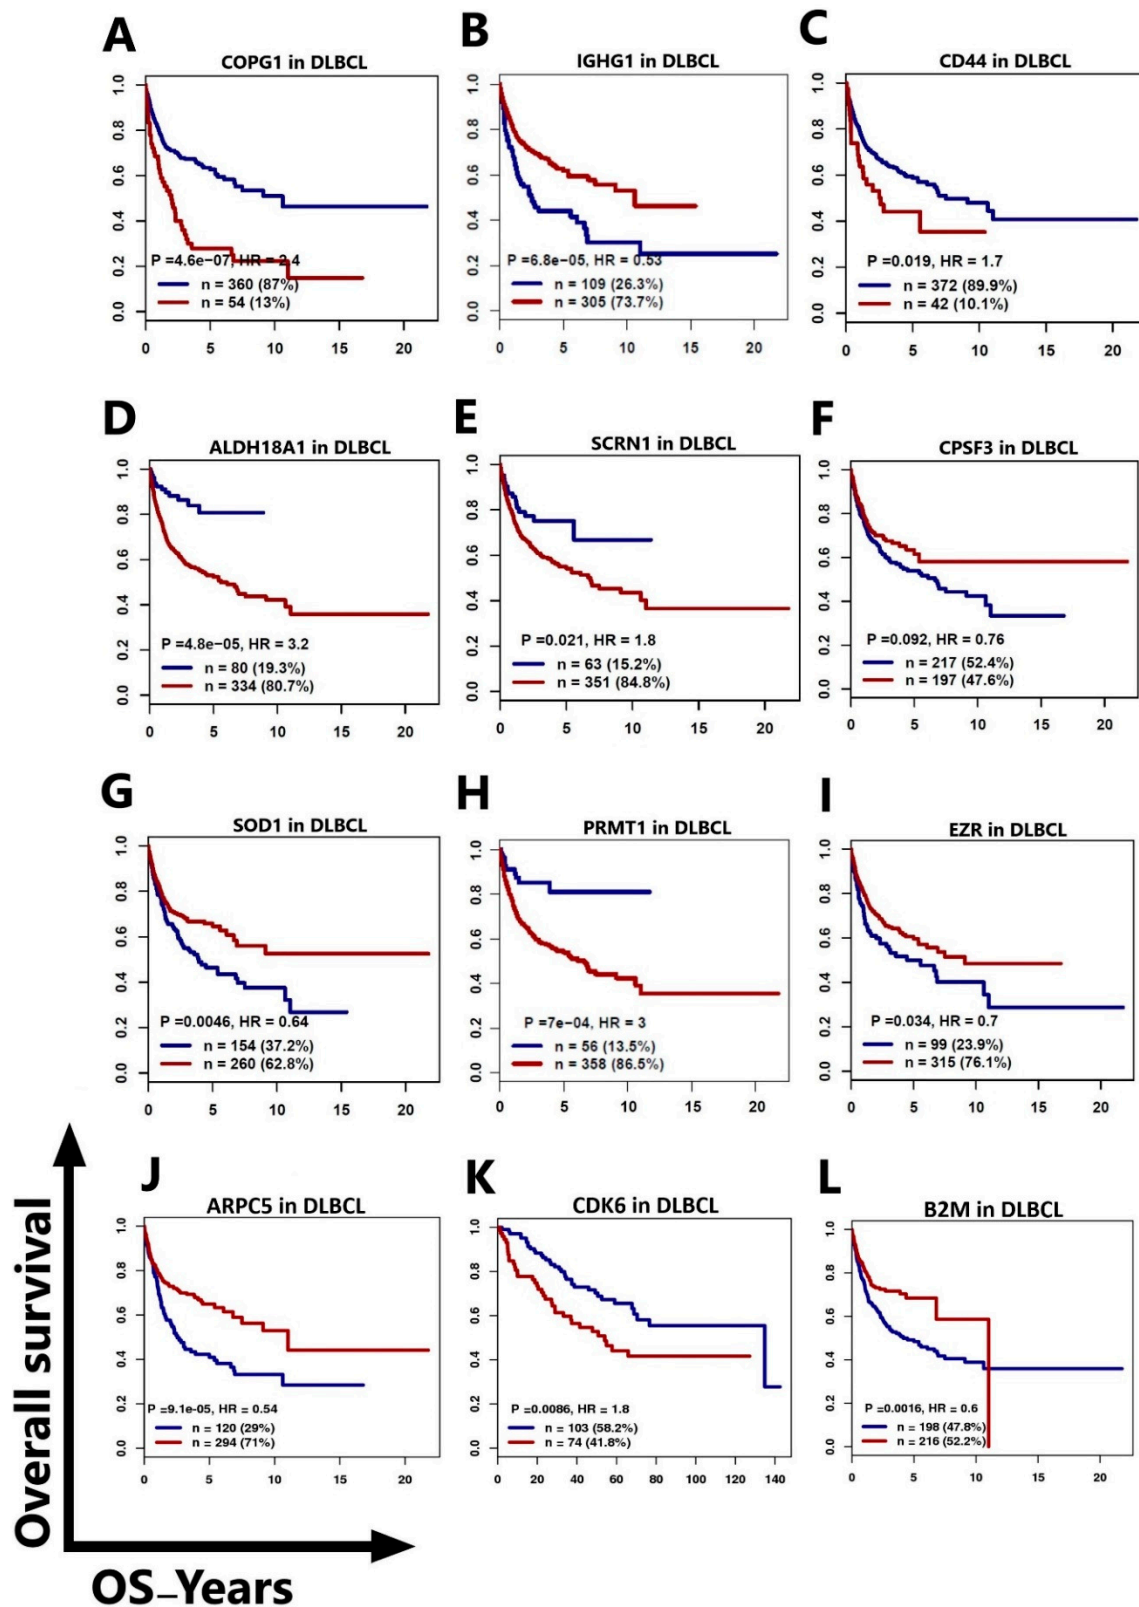 A
COPG1 in DLBCL
1.0
0.8
0.6
0.4
0.2
0.0
P =4.6e-07, HR = 2.4
n = 360 (87%)
n = 54 (13%)
0 5 10 15 20
B
IGHG1 in DLBCL
1.0
0.8
0.6
0.4
0.2
0.0
P =6.8e-05, HR = 0.53
n = 109 (26.3%)
n = 305 (73.7%)
0 5 10 15 20
C
CD44 in DLBCL
1.0
0.8
0.6
0.4
0.2
0.0
P =0.019, HR = 1.7
n = 372 (89.9%)
n = 42 (10.1%)
0 5 10 15 20
D
ALDH18A1 in DLBCL
1.0
0.8
0.6
0.4
0.2
0.0
P =4.8e-05, HR = 3.2
n = 80 (19.3%)
n = 334 (80.7%)
0 5 10 15 20
E
SCRN1 in DLBCL
1.0
0.8
0.6
0.4
0.2
0.0
P =0.021, HR = 1.8
n = 63 (15.2%)
n = 351 (84.8%)
0 5 10 15 20
F
CPSF3 in DLBCL
1.0
0.8
0.6
0.4
0.2
0.0
P =0.092, HR = 0.76
n = 217 (52.4%)
n = 197 (47.6%)
0 5 10 15 20
G
SOD1 in DLBCL
1.0
0.8
0.6
0.4
0.2
0.0
P =0.0046, HR = 0.64
n = 154 (37.2%)
n = 260 (62.8%)
0 5 10 15 20
H
PRMT1 in DLBCL
1.0
0.8
0.6
0.4
0.2
0.0
P =7e-04, HR = 3
n = 56 (13.5%)
n = 358 (86.5%)
0 5 10 15 20
I
EZR in DLBCL
1.0
0.8
0.6
0.4
0.2
0.0
P =0.034, HR = 0.7
n = 99 (23.9%)
n = 315 (76.1%)
0 5 10 15 20
J
ARPC5 in DLBCL
1.0
0.8
0.6
0.4
0.2
0.0
P =9.1e-05, HR = 0.54
n = 120 (29%)
n = 294 (71%)
0 5 10 15 20
K
CDK6 in DLBCL
1.0
0.8
0.6
0.4
0.2
0.0
P =0.0086, HR = 1.8
n = 103 (58.2%)
n = 74 (41.8%)
0 20 40 60 80 100 120 140
L
B2M in DLBCL
1.0
0.8
0.6
0.4
0.2
0.0
P =0.0016, HR = 0.6
n = 198 (47.8%)
n = 216 (52.2%)
0 5 10 15 20
Overall survival
OS–Years